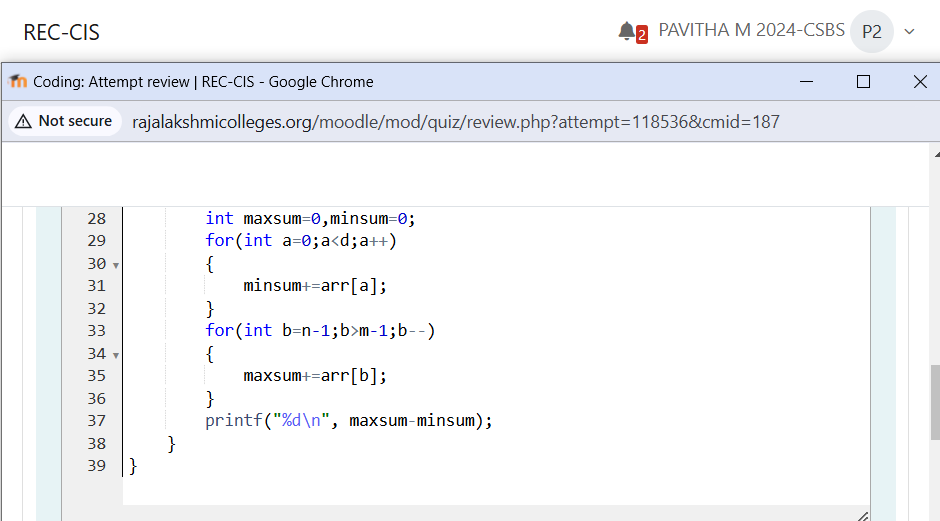 REC-CIS
2
PAVITHA M 2024-CSBS P2
Coding: Attempt review | REC-CIS - Google Chrome
Not secure rajalakshmicolleges.org/moodle/mod/quiz/review.php?attempt=118536&cmid=187
28 int maxsum=0,minsum=0;
29 for(int a=0;a<d;a++)
30 {
31 minsum+=arr[a];
32 }
33 for(int b=n-1;b>m-1;b--)
34 {
35 maxsum+=arr[b];
36 }
37 printf("%d\n", maxsum-minsum);
38 }
39 }